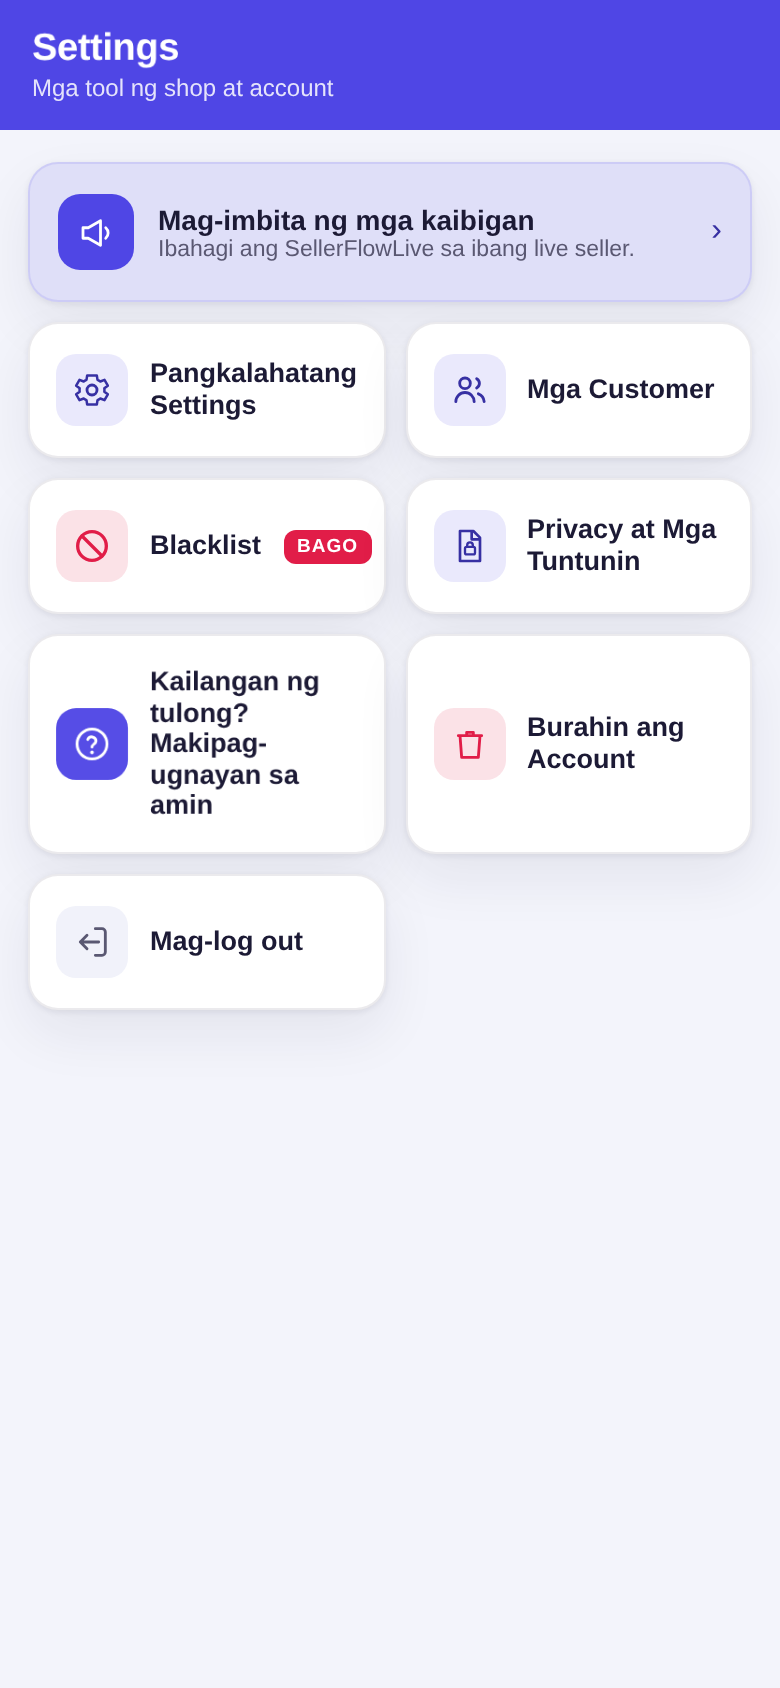 Settings
Mga tool ng shop at account
Mag-imbita ng mga kaibigan
Ibahagi ang SellerFlowLive sa ibang live seller.
Pangkalahatang
Settings
Mga Customer
Blacklist BAGO
Privacy at Mga
Tuntunin
Kailangan ng
tulong?
Makipag-
ugnayan sa
amin
Burahin ang
Account
Mag-log out